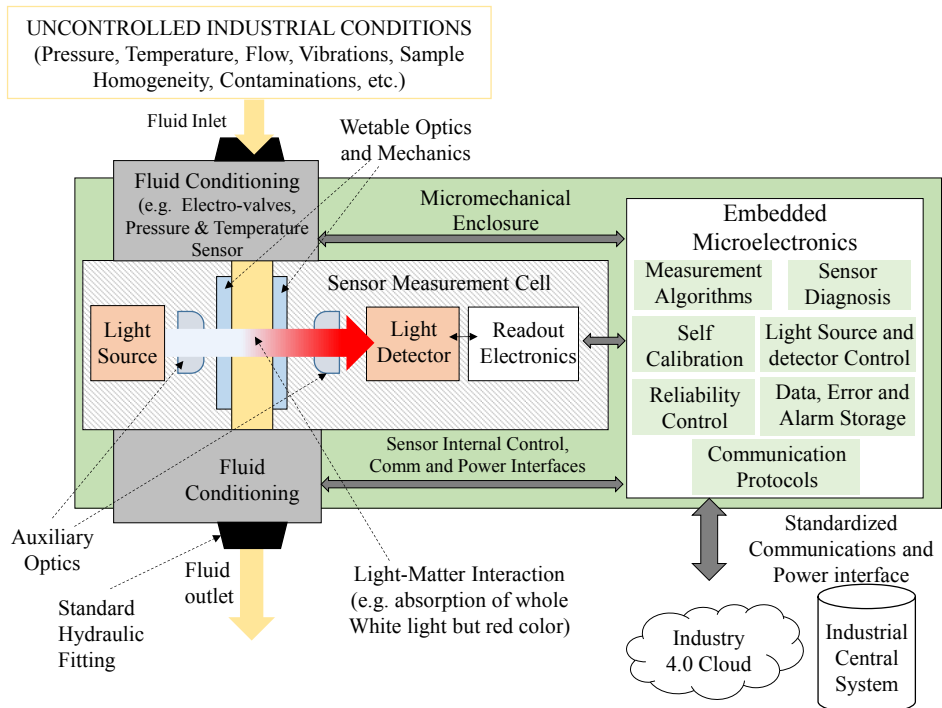 UNCONTROLLED INDUSTRIAL CONDITIONS
(Pressure, Temperature, Flow, Vibrations, Sample
Homogeneity, Contaminations, etc.)
Fluid Inlet
Wetable Optics
and Mechanics
Fluid Conditioning
(e.g. Electro-valves,
Pressure & Temperature
Sensor
Micromechanical
Enclosure
Embedded
Microelectronics
Measurement
Algorithms
Sensor
Diagnosis
Self
Calibration
Light Source and
detector Control
Reliability
Control
Data, Error and
Alarm Storage
Communication
Protocols
Sensor Measurement Cell
Light
Source
Light
Detector
Readout
Electronics
Sensor Internal Control,
Comm and Power Interfaces
Fluid
Conditioning
Auxiliary
Optics
Fluid
outlet
Standard
Hydraulic
Fitting
Light-Matter Interaction
(e.g. absorption of whole
White light but red color)
Standardized
Communications and
Power interface
Industry
4.0 Cloud
Industrial
Central
System